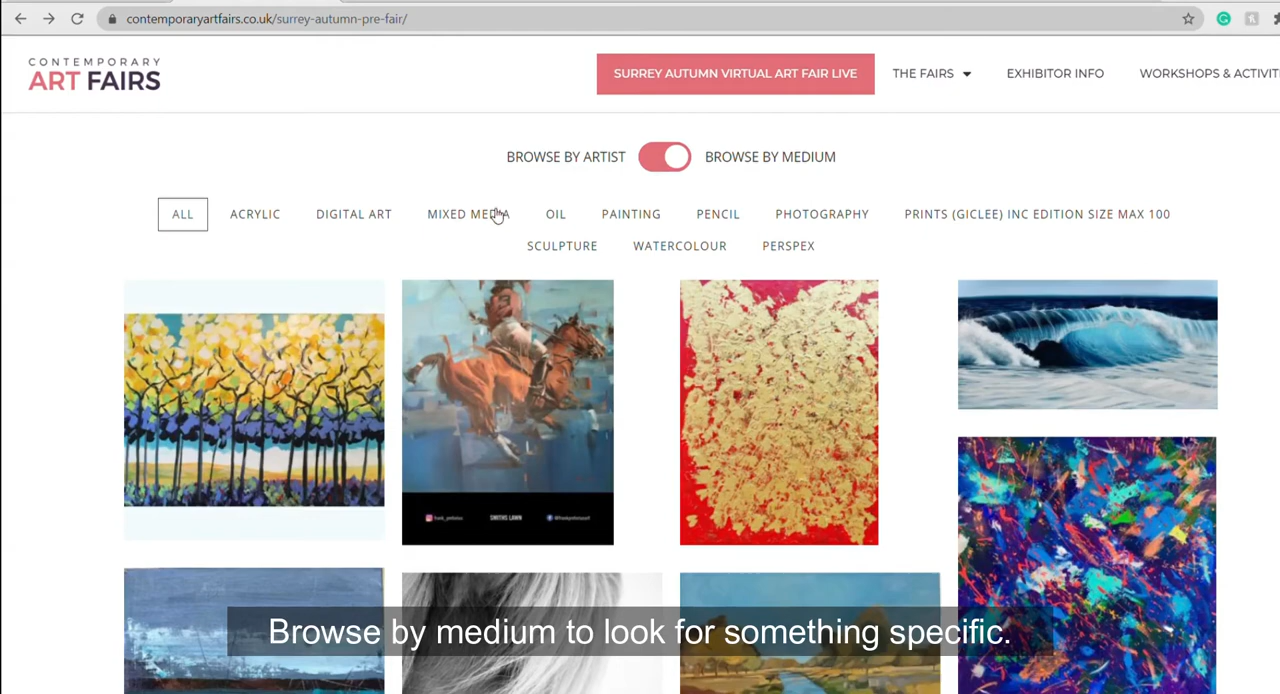 contemporaryartfairs.co.uk/surrey-autumn-pre-fair/
CONTEMPORARY
ART FAIRS
SURREY AUTUMN VIRTUAL ART FAIR LIVE
THE FAIRS
EXHIBITOR INFO
WORKSHOPS & ACTIVITI
BROWSE BY ARTIST
BROWSE BY MEDIUM
ALL
ACRYLIC
DIGITAL ART
MIXED MEDIA
OIL
PAINTING
PENCIL
PHOTOGRAPHY
PRINTS (GICLEE) INC EDITION SIZE MAX 100
SCULPTURE
WATERCOLOUR
PERSPEX
SMITHS LAWN
Browse by medium to look for something specific.